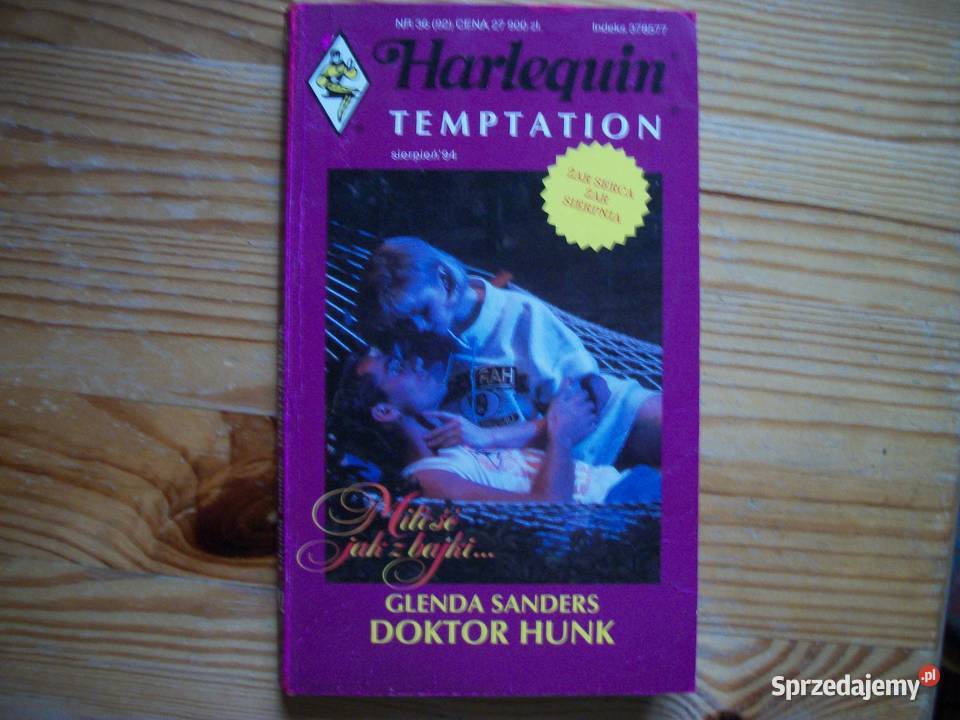 NR 36 (92) CENA 27 900 zł
Indeks 378577
Harlequin
TEMPTATION
sierpień'94
ŻAR SERCA
ŻAR
SIERPNIA
RAH
Miłość
jak z bajki...
GLENDA SANDERS
DOKTOR HUNK
Sprzedajemy.pl